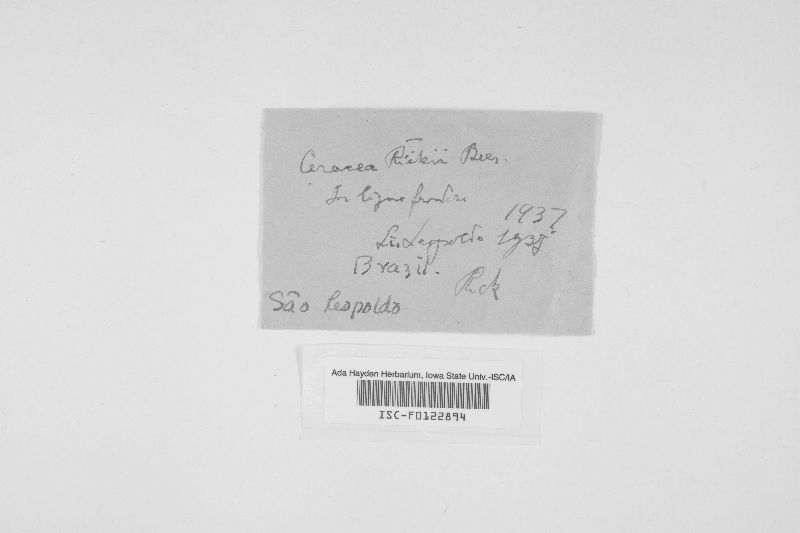 Ceracea Rickii Bres.
In ligno frondoso
1937
S. Leopoldo 1935
Brazil.
Rick
São Leopoldo
Ada Hayden Herbarium, Iowa State Univ.-ISC/IA
ISC-F0122894